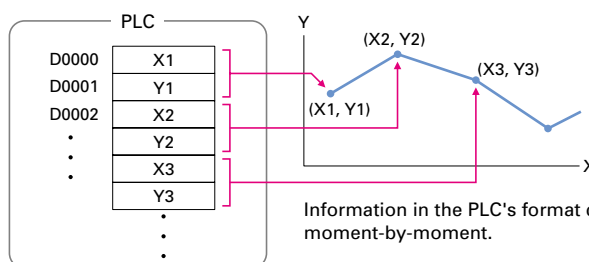 PLC
D0000
X1
D0001
Y1
D0002
X2
Y2
X3
Y3
Y
(X2, Y2)
(X3, Y3)
(X1, Y1)
X
Information in the PLC's format
moment-by-moment.